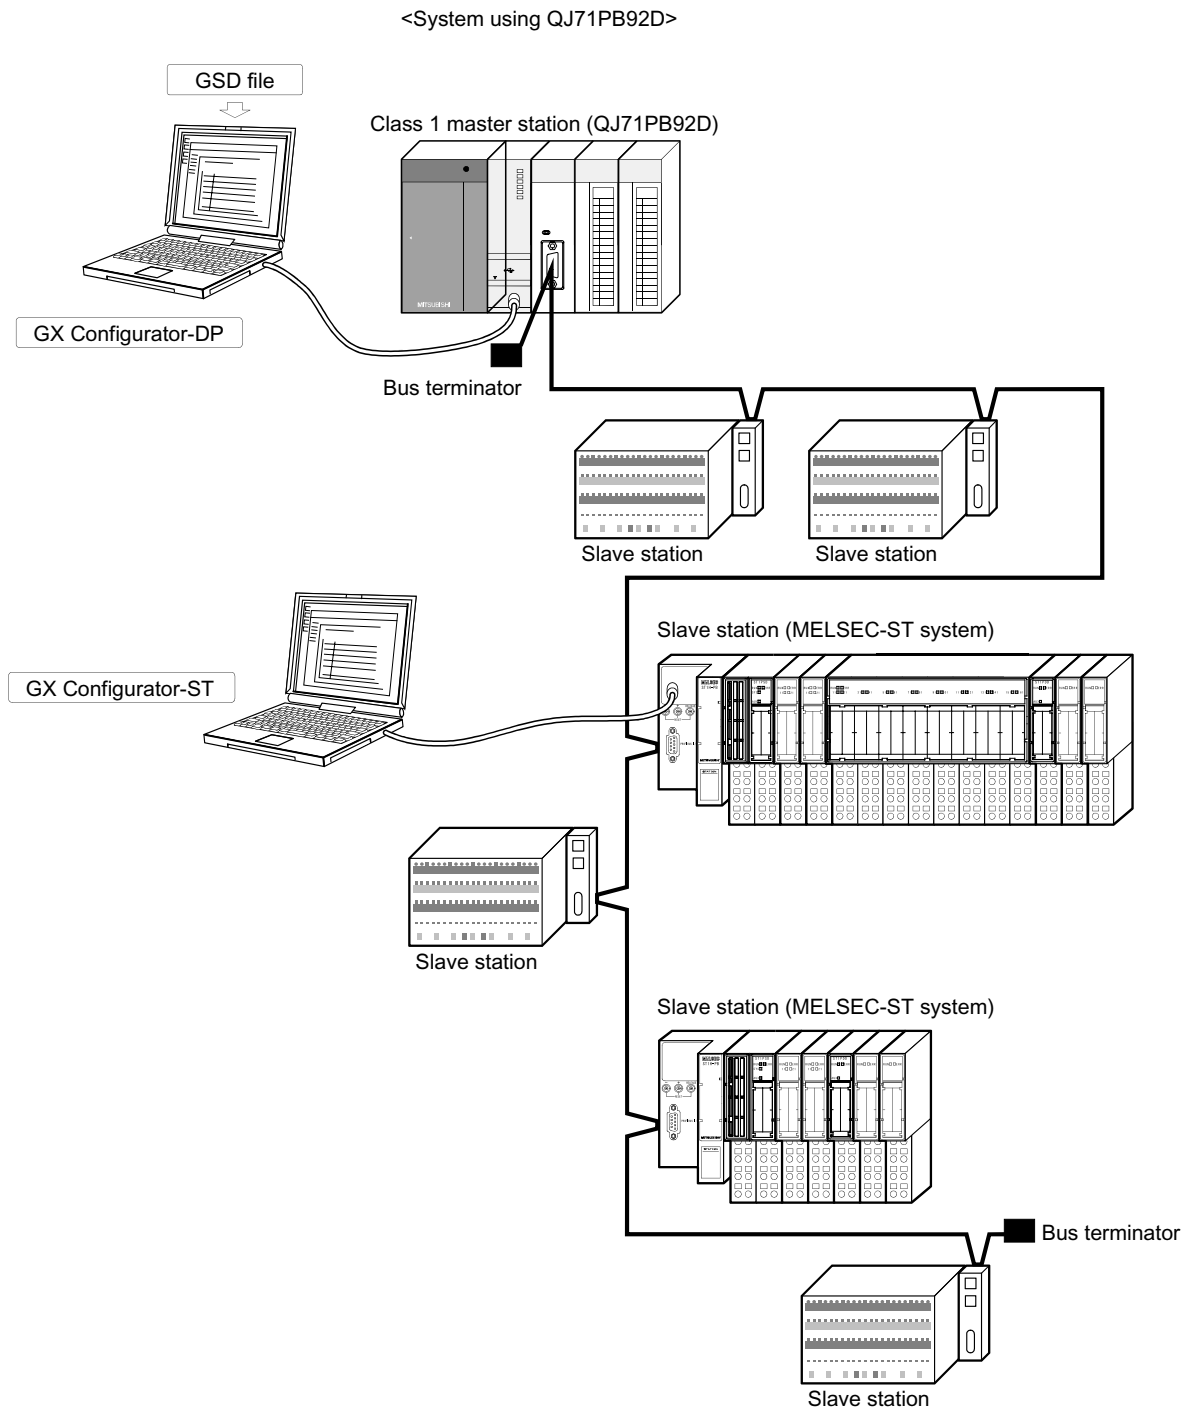 <System using QJ71PB92D>
GSD file
Class 1 master station (QJ71PB92D)
MITSUBISHI
GX Configurator-DP
Bus terminator
Slave station
Slave station
Slave station (MELSEC-ST system)
GX Configurator-ST
Slave station
Slave station (MELSEC-ST system)
Bus terminator
Slave station